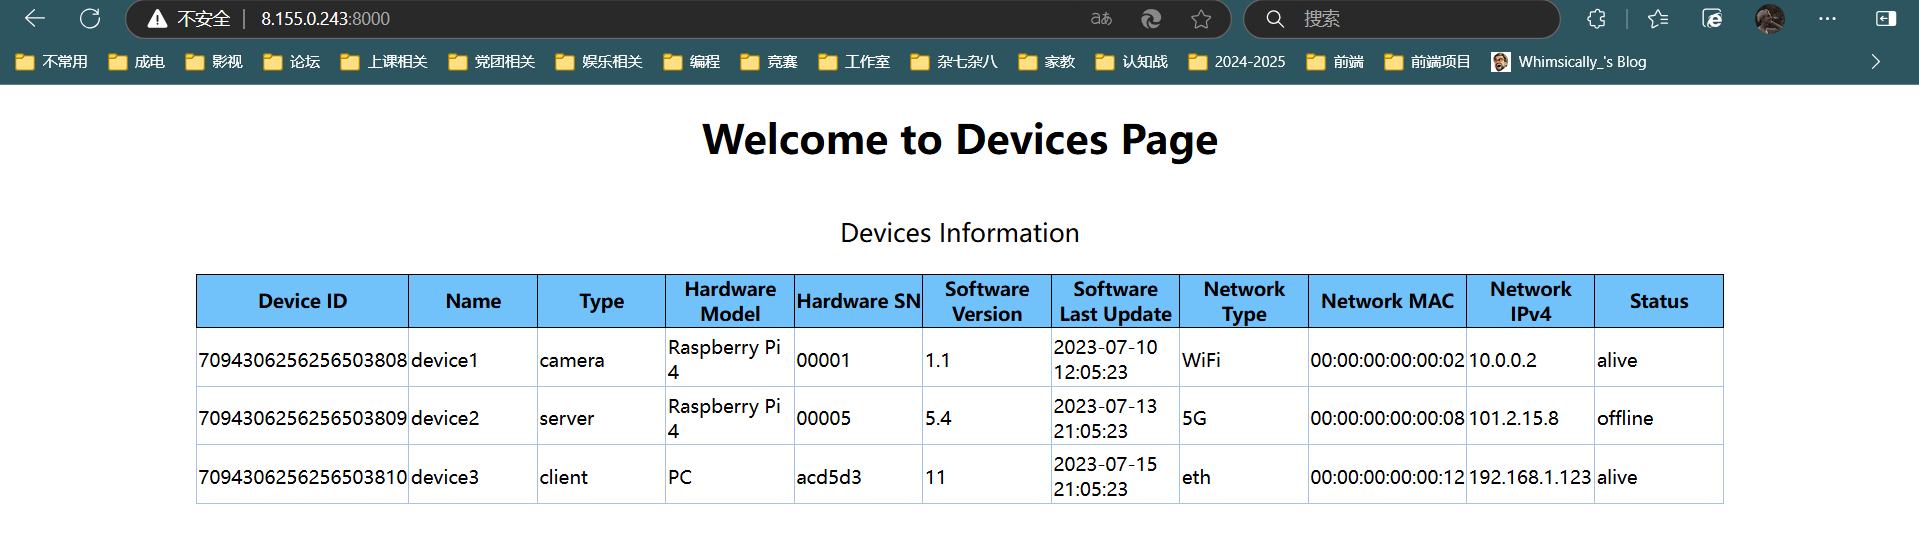 不安全 8.155.0.243:8000 aあ 搜索
不常用 成电 影视 论坛 上课相关 党团相关 娱乐相关 编程 竞赛 工作室 杂七杂八 家教 认知战 2024-2025 前端 前端项目 Whimsically_'s Blog
Welcome to Devices Page
Devices Information
Device ID Name Type Hardware Model Hardware SN Software Version Software Last Update Network Type Network MAC Network IPv4 Status
7094306256256503808 device1 camera Raspberry Pi 4 00001 1.1 2023-07-10 12:05:23 WiFi 00:00:00:00:00:02 10.0.0.2 alive
7094306256256503809 device2 server Raspberry Pi 4 00005 5.4 2023-07-13 21:05:23 5G 00:00:00:00:00:08 101.2.15.8 offline
7094306256256503810 device3 client PC acd5d3 11 2023-07-15 21:05:23 eth 00:00:00:00:00:12 192.168.1.123 alive